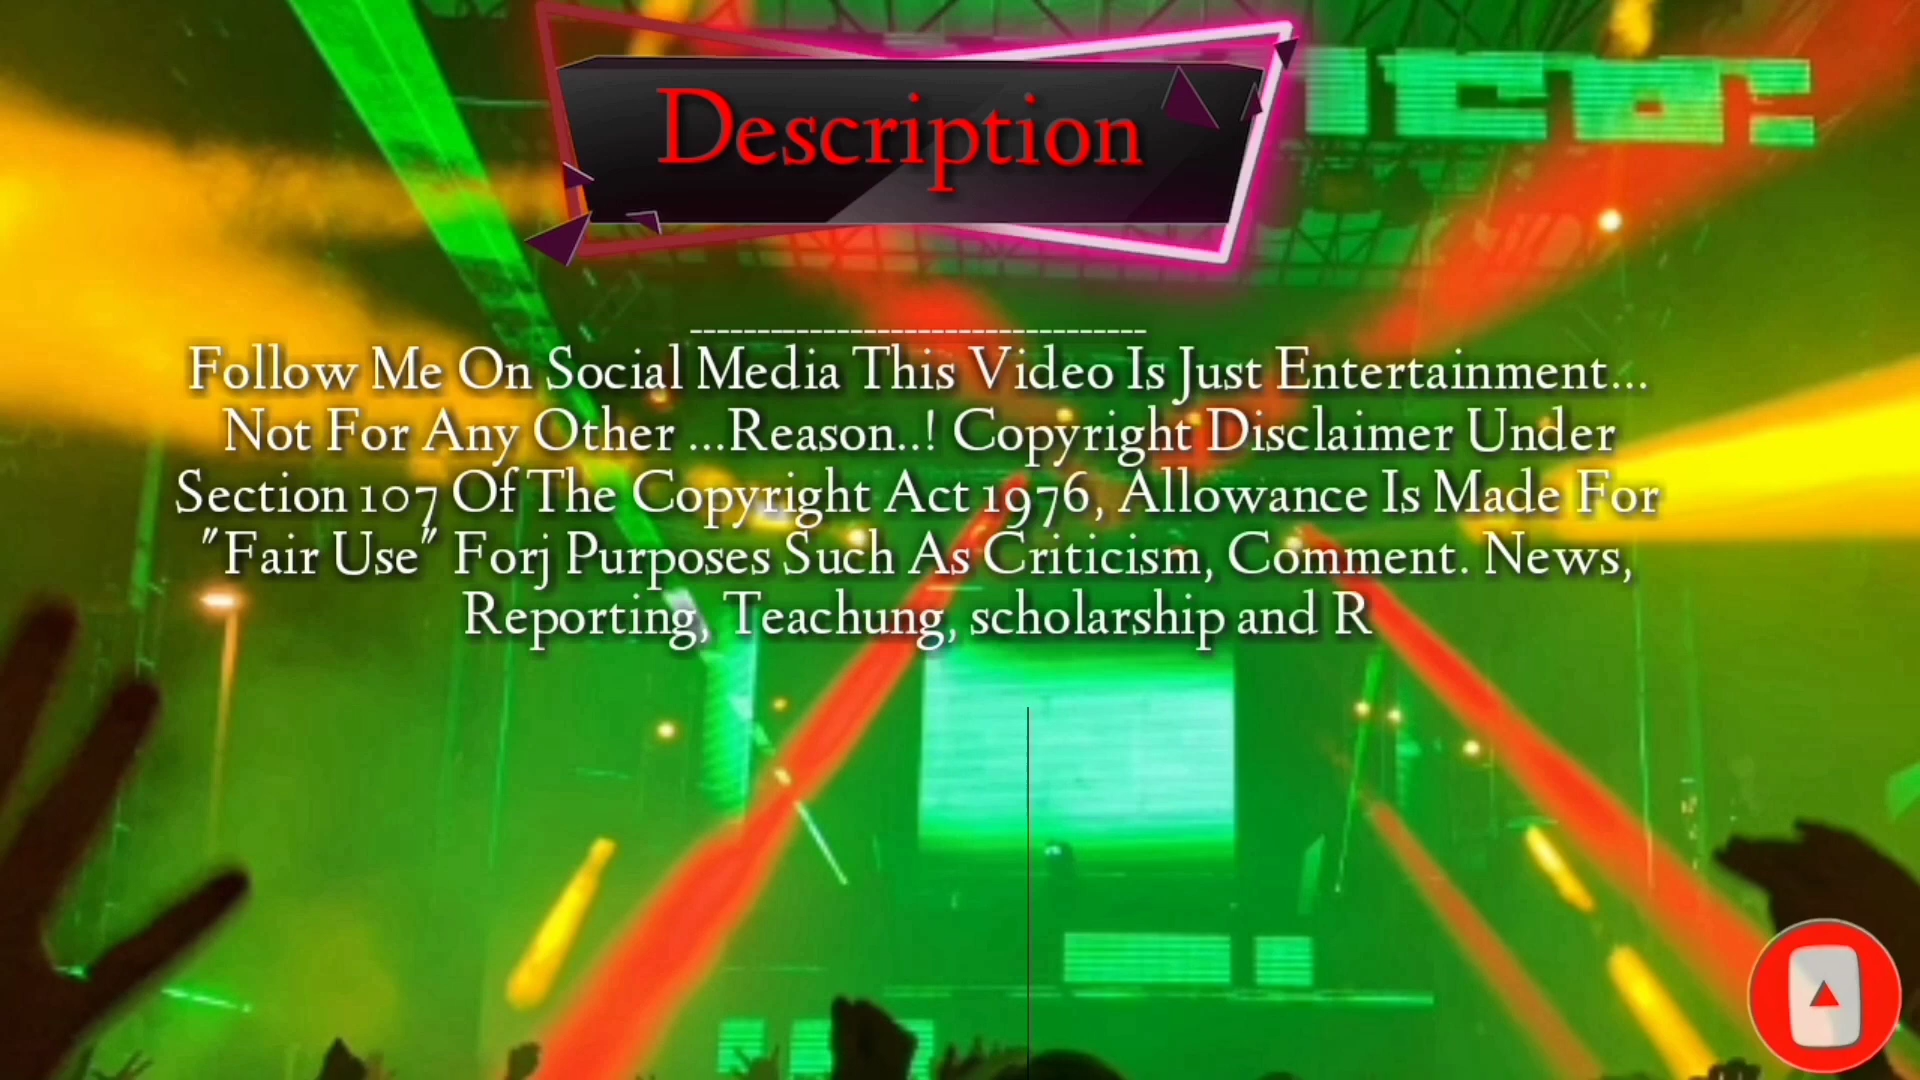 Description
----------------------------------
Follow Me On Social Media This Video Is Just Entertainment...
Not For Any Other ...Reason..! Copyright Disclaimer Under
Section 107 Of The Copyright Act 1976, Allowance Is Made For
"Fair Use" Forj Purposes Such As Criticism, Comment. News,
Reporting, Teachung, scholarship and R